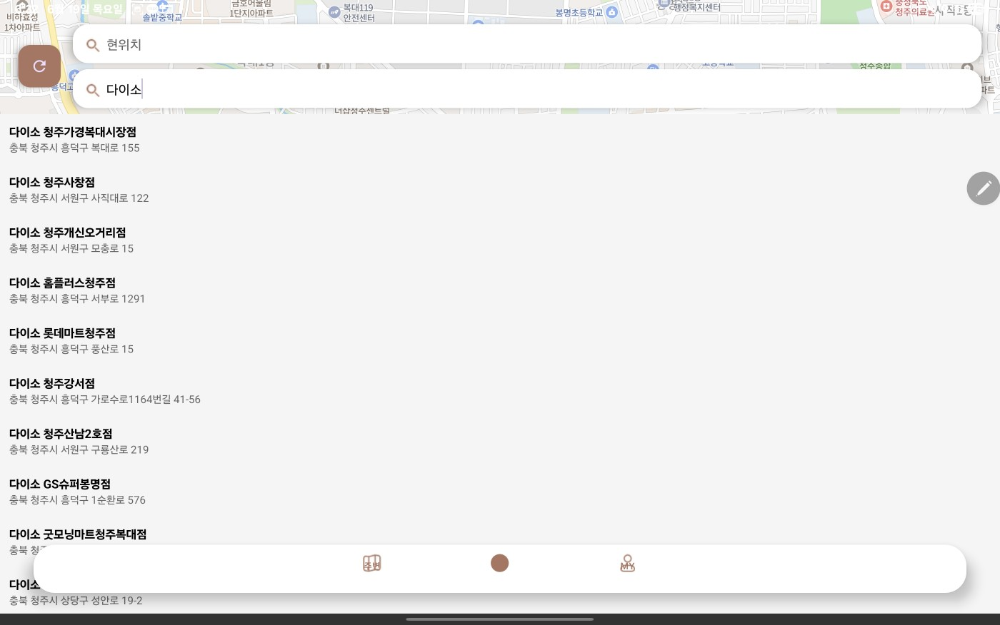 6월 19일 목요일
비하효성
1차아파트
솔밭중학교
금호어울림
1단지아파트
복대119
안전센터
봉명초등학교
행정복지센터
충청북도
청주의료원
현위치
다이소
다이소 청주가경복대시장점
충북 청주시 흥덕구 복대로 155
다이소 청주사창점
충북 청주시 서원구 사직대로 122
다이소 청주개신오거리점
충북 청주시 서원구 모충로 15
다이소 홈플러스청주점
충북 청주시 흥덕구 서부로 1291
다이소 롯데마트청주점
충북 청주시 흥덕구 풍산로 15
다이소 청주강서점
충북 청주시 흥덕구 가로수로1164번길 41-56
다이소 청주산남2호점
충북 청주시 서원구 구룡산로 219
다이소 GS슈퍼봉명점
충북 청주시 흥덕구 1순환로 576
다이소 굿모닝마트청주복대점
충북
주변
MY
다이소
충북 청주시 상당구 성안로 19-2